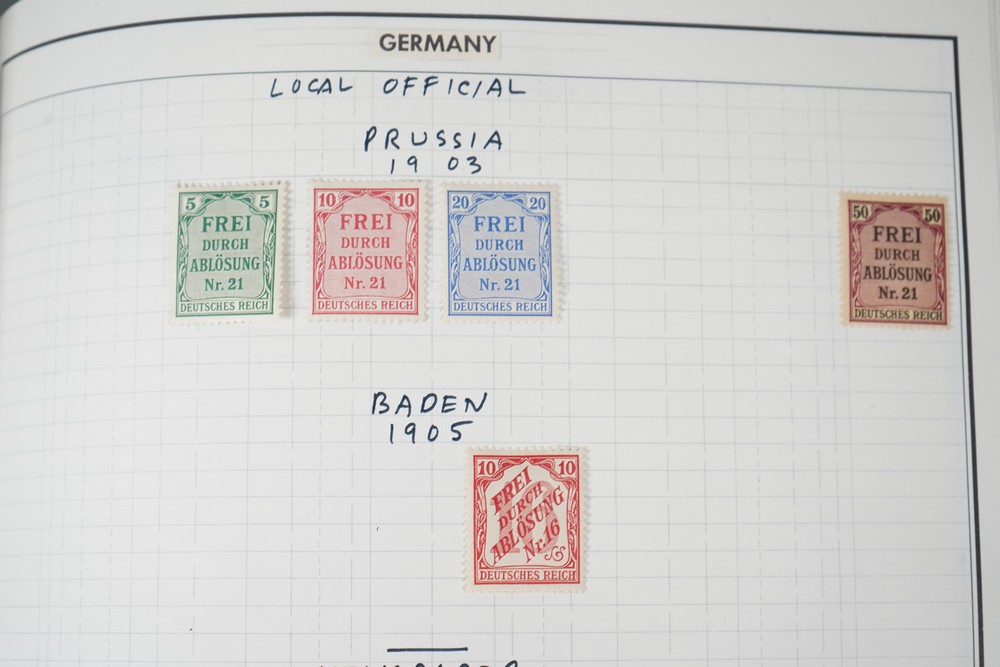 GERMANY
LOCAL OFFICIAL
PRUSSIA
1903
5 5
FREI
DURCH
ABLÖSUNG
Nr. 21
DEUTSCHES REICH
10 10
FREI
DURCH
ABLÖSUNG
Nr. 21
DEUTSCHES REICH
20 20
FREI
DURCH
ABLÖSUNG
Nr. 21
DEUTSCHES REICH
50 50
FREI
DURCH
ABLÖSUNG
Nr. 21
DEUTSCHES REICH
BADEN
1905
10 10
FREI
DURCH
ABLÖSUNG
Nr. 16
DEUTSCHES REICH